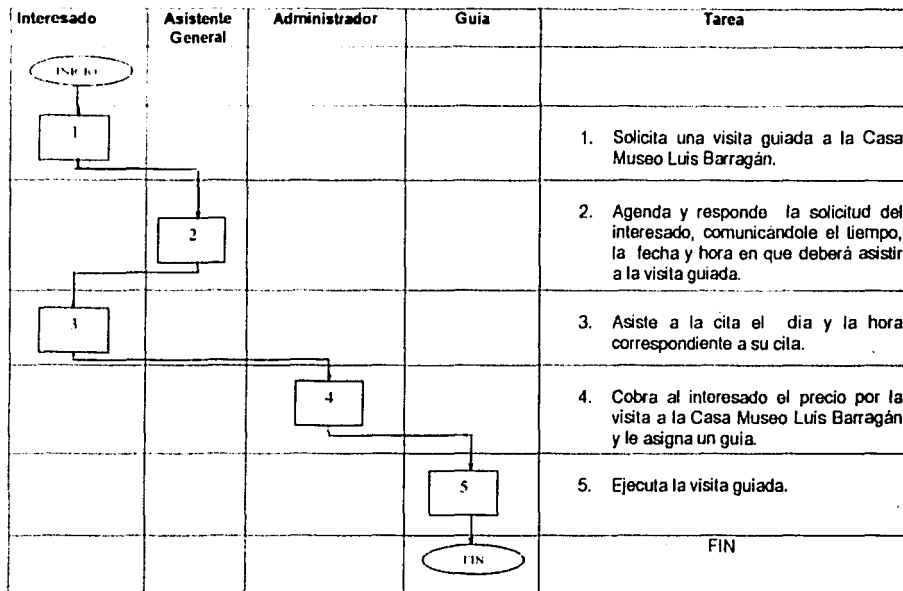 Interesado
Asistente
General
Administrador
Guia
Tarea
INICIO
1
1. Solicita una visita guiada a la Casa
Museo Luis Barragán.
2
2. Agenda y responde la solicitud del
interesado, comunicándole el tiempo,
la fecha y hora en que deberá asistir
a la visita guiada.
3
3. Asiste a la cita el dia y la hora
correspondiente a su cita.
4
4. Cobra al interesado el precio por la
visita a la Casa Museo Luis Barragán
y le asigna un guia.
5
5. Ejecuta la visita guiada.
FIN
FIN